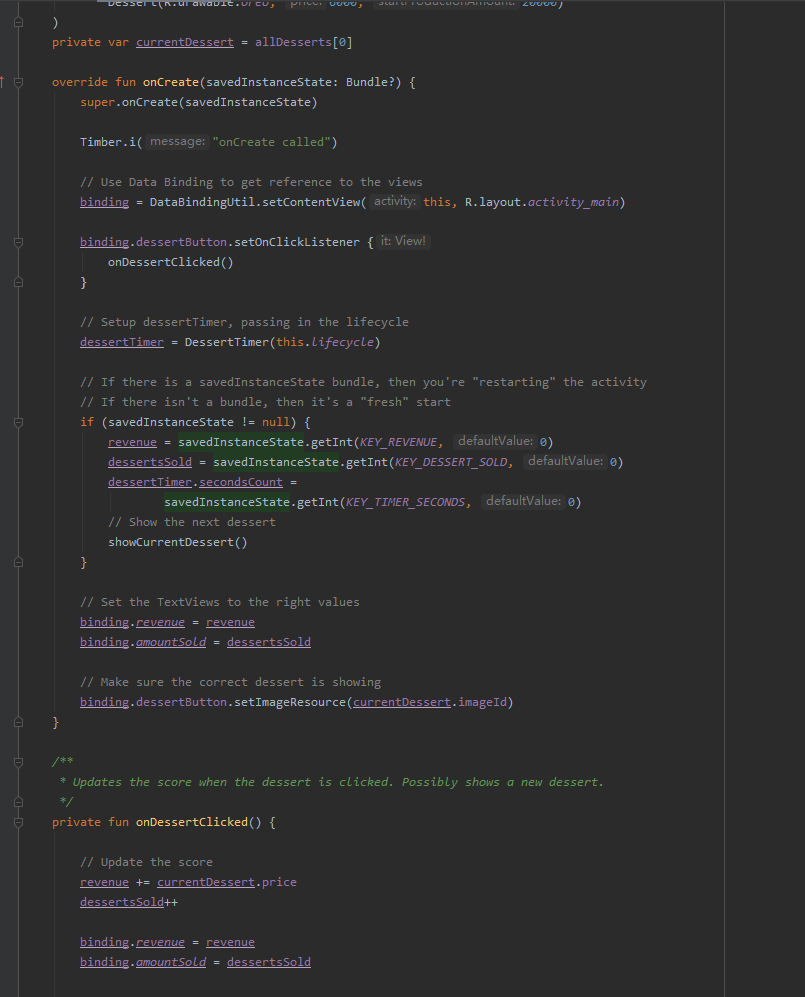 Dessert(R.drawable.oreo, price: 6000, startProductionAmount: 20000)
)
private var currentDessert = allDesserts[0]
override fun onCreate(savedInstanceState: Bundle?) {
super.onCreate(savedInstanceState)
Timber.i( message: "onCreate called")
// Use Data Binding to get reference to the views
binding = DataBindingUtil.setContentView( activity: this, R.layout.activity_main)
binding.dessertButton.setOnClickListener { it: View!
onDessertClicked()
}
// Setup dessertTimer, passing in the lifecycle
dessertTimer = DessertTimer(this.lifecycle)
// If there is a savedInstanceState bundle, then you're "restarting" the activity
// If there isn't a bundle, then it's a "fresh" start
if (savedInstanceState != null) {
revenue = savedInstanceState.getInt(KEY_REVENUE, defaultValue: 0)
dessertsSold = savedInstanceState.getInt(KEY_DESSERT_SOLD, defaultValue: 0)
dessertTimer.secondsCount =
savedInstanceState.getInt(KEY_TIMER_SECONDS, defaultValue: 0)
// Show the next dessert
showCurrentDessert()
}
// Set the TextViews to the right values
binding.revenue = revenue
binding.amountSold = dessertsSold
// Make sure the correct dessert is showing
binding.dessertButton.setImageResource(currentDessert.imageId)
}
/**
* Updates the score when the dessert is clicked. Possibly shows a new dessert.
*/
private fun onDessertClicked() {
// Update the score
revenue += currentDessert.price
dessertsSold++
binding.revenue = revenue
binding.amountSold = dessertsSold